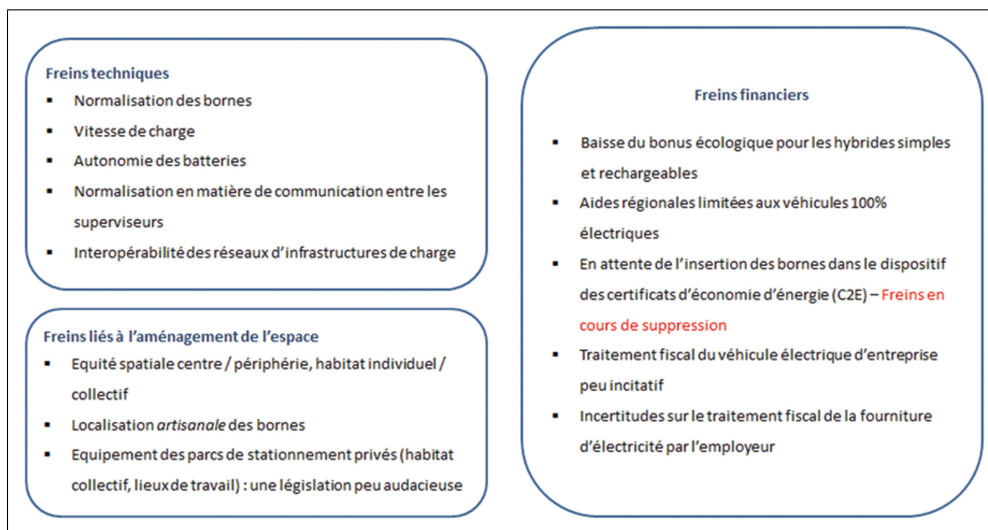 Freins techniques
▪ Normalisation des bornes
▪ Vitesse de charge
▪ Autonomie des batteries
▪ Normalisation en matière de communication entre les
superviseurs
▪ Interopérabilité des réseaux d'infrastructures de charge
Freins liés à l'aménagement de l'espace
▪ Equité spatiale centre / périphérie, habitat individuel /
collectif
▪ Localisation artisanale des bornes
▪ Equipement des parcs de stationnement privés (habitat
collectif, lieux de travail) : une législation peu audacieuse
Freins financiers
▪ Baisse du bonus écologique pour les hybrides simples
et rechargeables
▪ Aides régionales limitées aux véhicules 100%
électriques
▪ En attente de l'insertion des bornes dans le dispositif
des certificats d'économie d'énergie (C2E) – Freins en
cours de suppression
▪ Traitement fiscal du véhicule électrique d'entreprise
peu incitatif
▪ Incertitudes sur le traitement fiscal de la fourniture
d'électricité par l'employeur